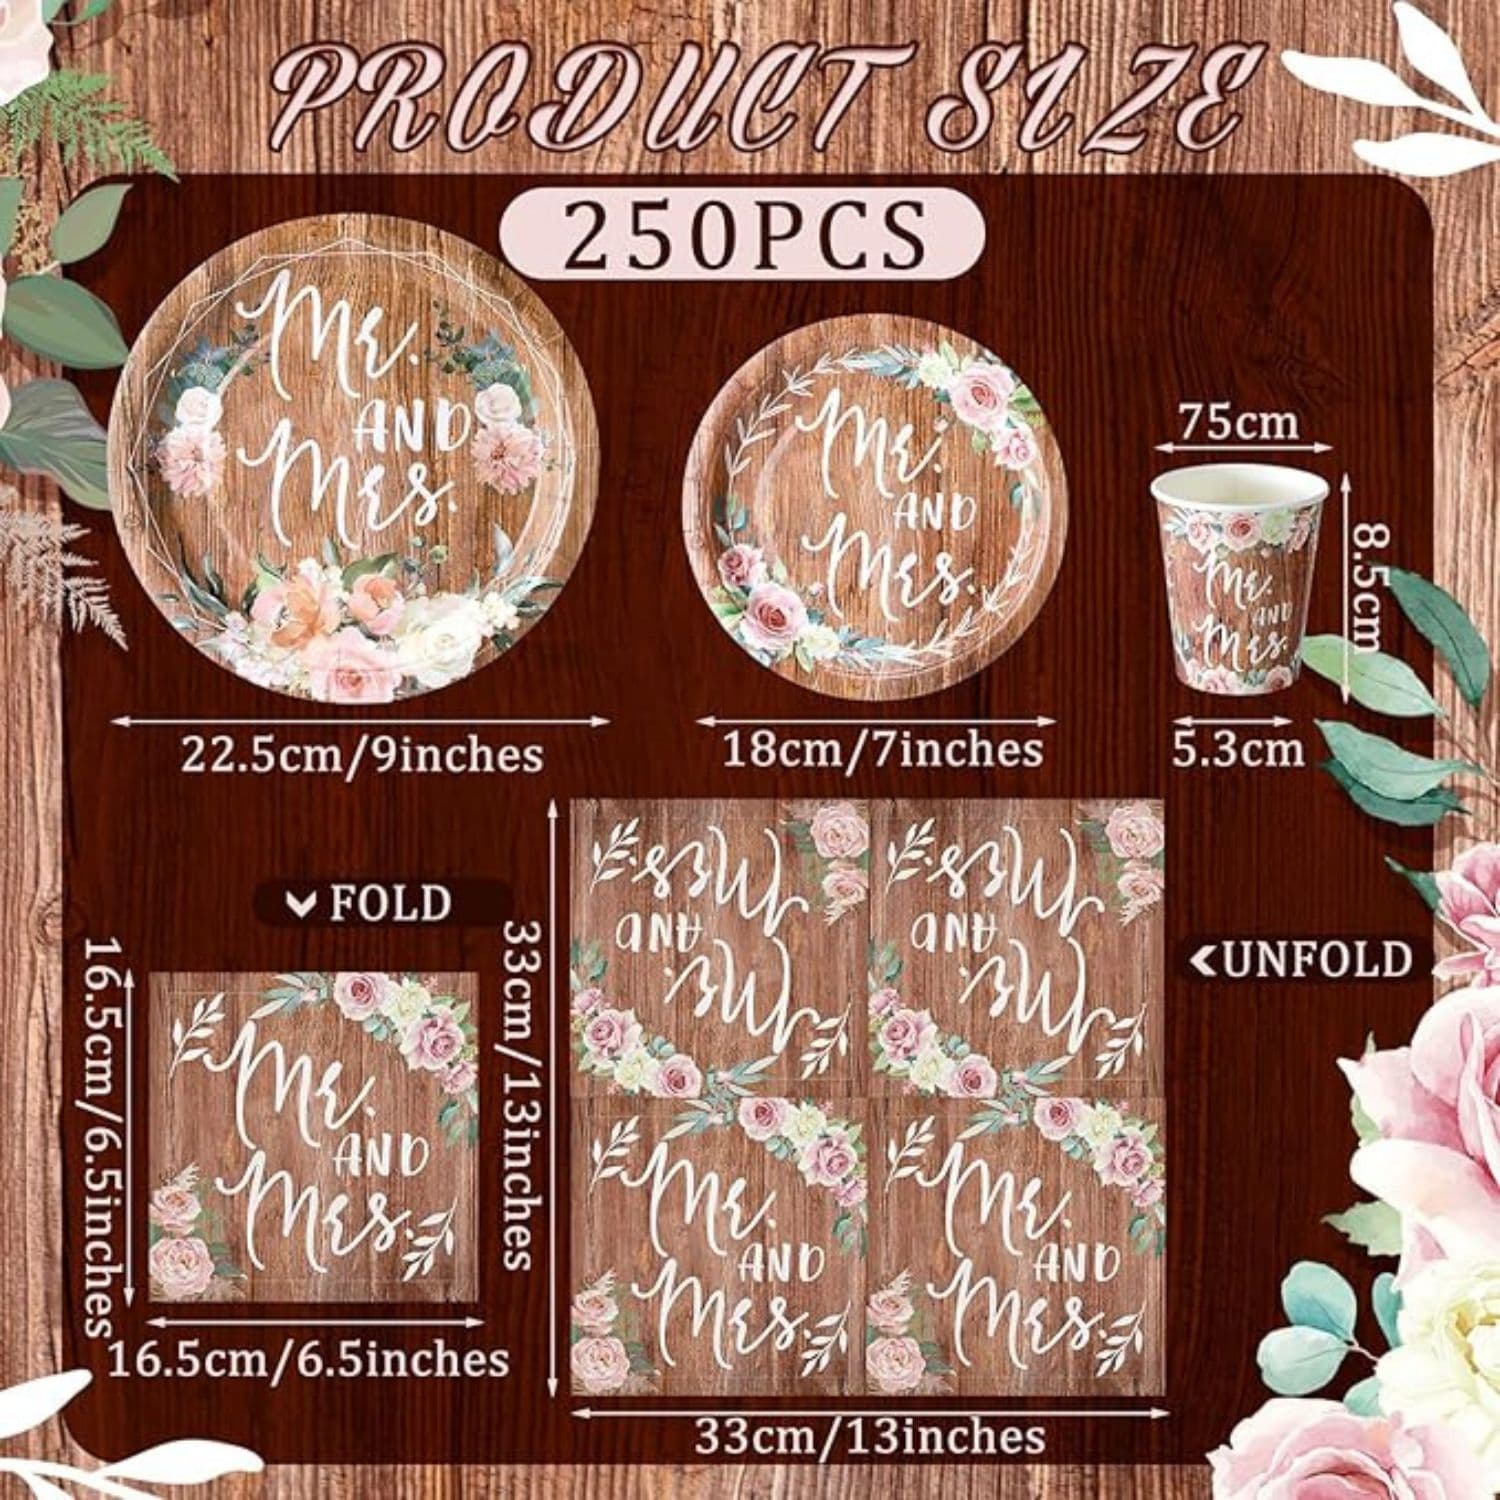 PRODUCT SIZE
250PCS
Mr.
AND
Mrs.
22.5cm/9inches
Mr.
AND
Mrs.
18cm/7inches
75cm
Mr.
AND
Mrs.
8.5cm
5.3cm
FOLD
16.5cm/6.5inches
Mr.
AND
Mrs.
16.5cm/6.5inches
33cm/13inches
Mr.
AND
Mrs.
Mr.
AND
Mrs.
Mr.
AND
Mrs.
Mr.
AND
Mrs.
UNFOLD
33cm/13inches